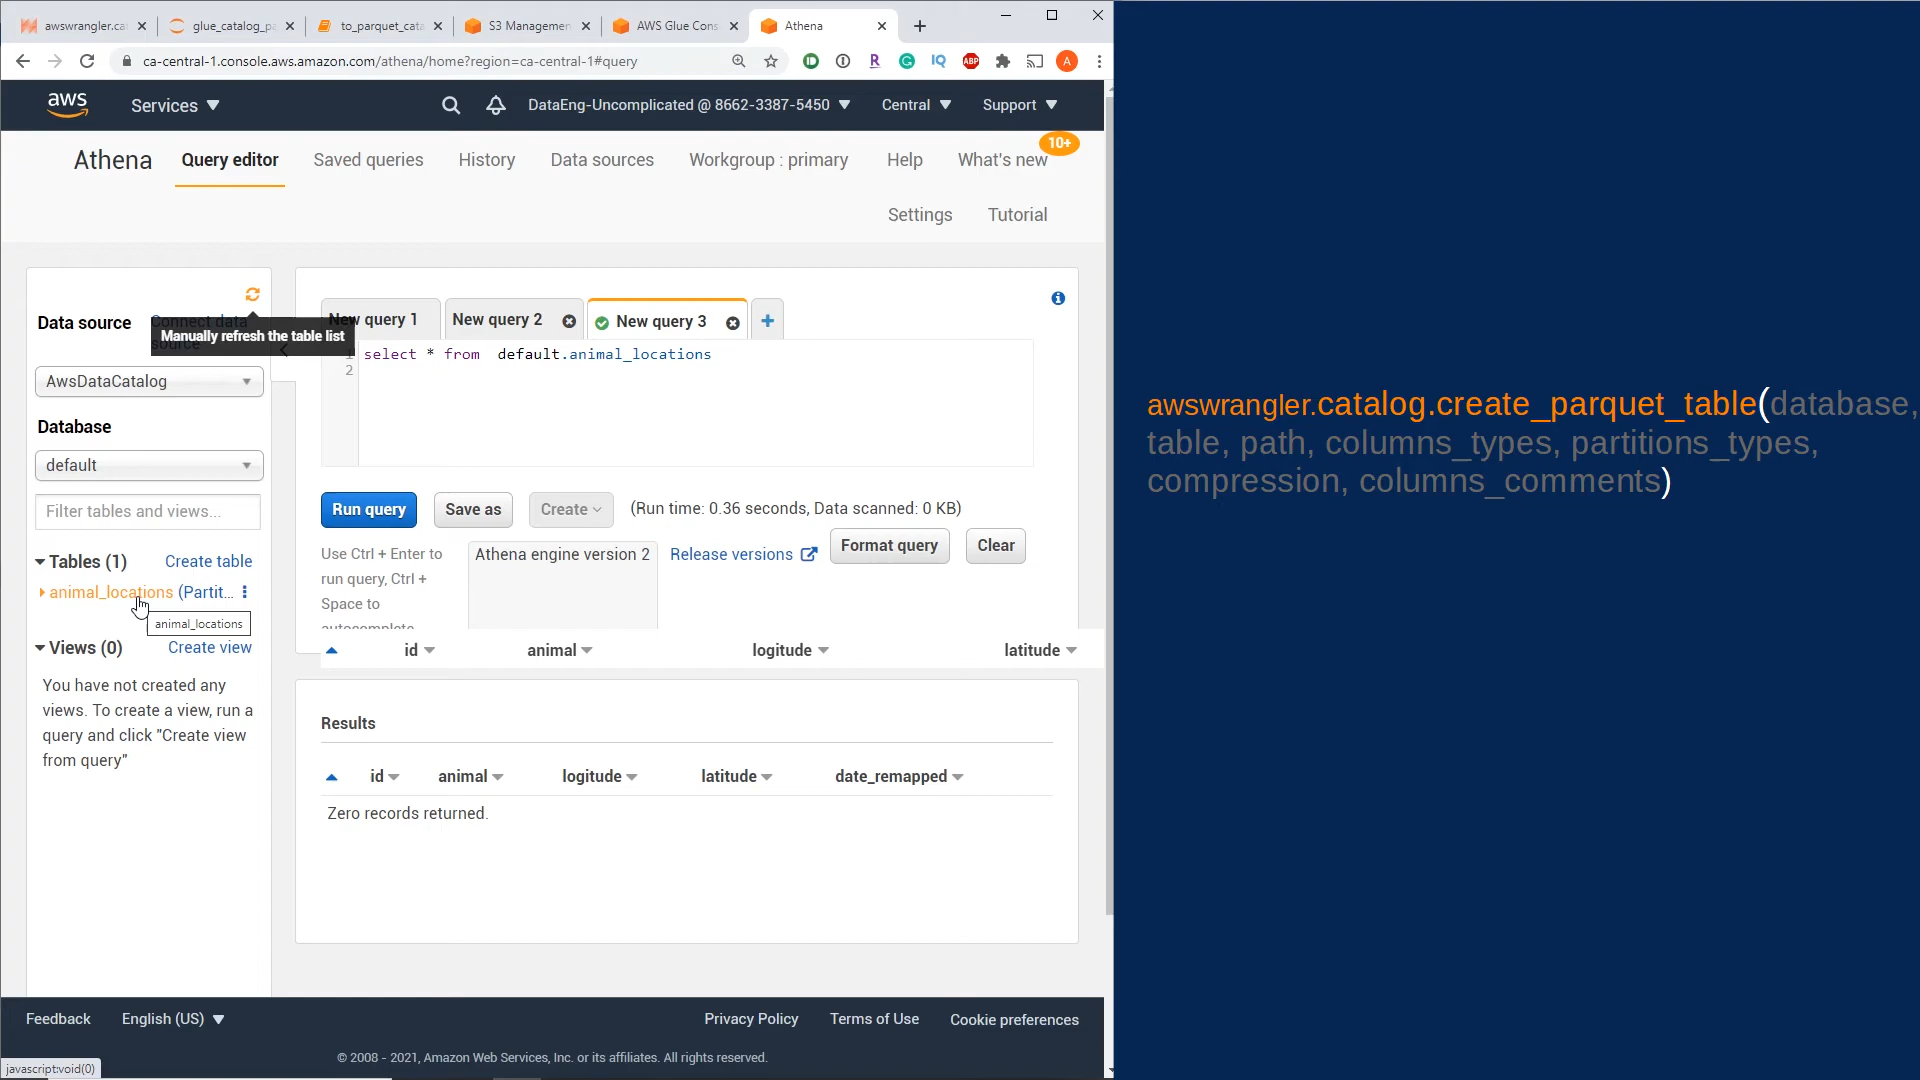 awswrangler.ca
glue_catalog_pa
to_parquet_cata
S3 Managemen
AWS Glue Cons
Athena
ca-central-1.console.aws.amazon.com/athena/home?region=ca-central-1#query
R
IQ
ABP
A
aws
Services
DataEng-Uncomplicated @ 8662-3387-5450
Central
Support
10+
Athena
Query editor
Saved queries
History
Data sources
Workgroup : primary
Help
What's new
Settings
Tutorial
Data source
Connect data
source
Manually refresh the table list
AwsDataCatalog
Database
default
Filter tables and views...
Tables (1)
Create table
animal_locations (Partit...
animal_locations
Views (0)
Create view
You have not created any
views. To create a view, run a
query and click "Create view
from query"
New query 1
New query 2
New query 3
1 select * from default.animal_locations
2
Run query
Save as
Create
(Run time: 0.36 seconds, Data scanned: 0 KB)
Use Ctrl + Enter to
run query, Ctrl +
Space to
autocomplete
Athena engine version 2
Release versions
Format query
Clear
id
animal
logitude
latitude
Results
id
animal
logitude
latitude
date_remapped
Zero records returned.
Feedback
English (US)
Privacy Policy
Terms of Use
Cookie preferences
© 2008 - 2021, Amazon Web Services, Inc. or its affiliates. All rights reserved.
javascript:void(0)
awswrangler.catalog.create_parquet_table(database,
table, path, columns_types, partitions_types,
compression, columns_comments)